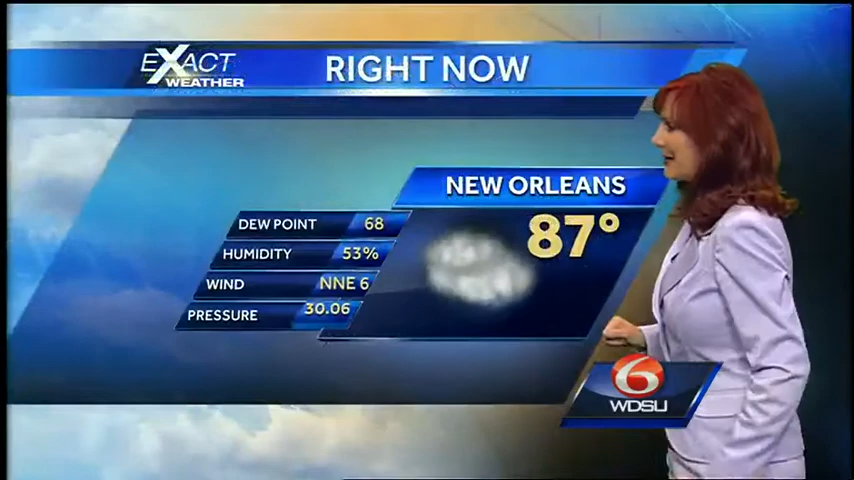 EXACT
WEATHER
RIGHT NOW
NEW ORLEANS
87°
DEW POINT 68
HUMIDITY 53%
WIND NNE 6
PRESSURE 30.06
6
WDSU